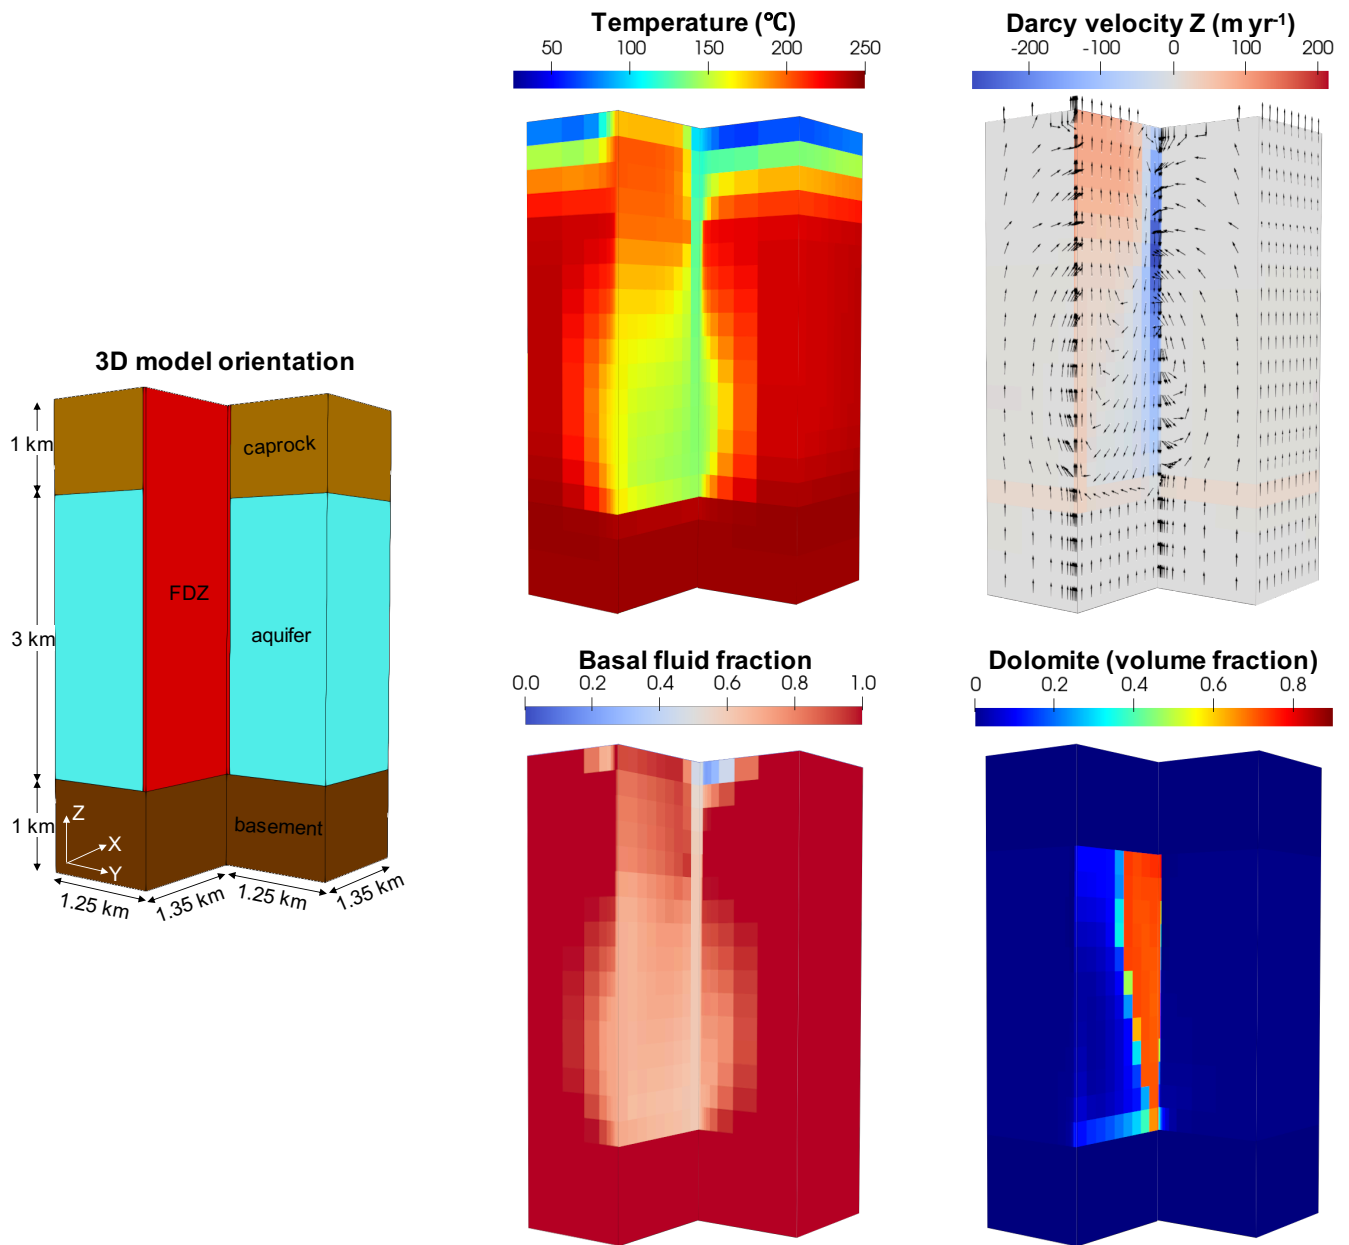 Temperature (℃)
50 100 150 200 250
Darcy velocity Z (m yr-1)
-200 -100 0 100 200
3D model orientation
1 km
caprock
3 km
FDZ
aquifer
1 km
Z
X
Y
basement
1.25 km
1.35 km
1.25 km
1.35 km
Basal fluid fraction
0.0 0.2 0.4 0.6 0.8 1.0
Dolomite (volume fraction)
0 0.2 0.4 0.6 0.8